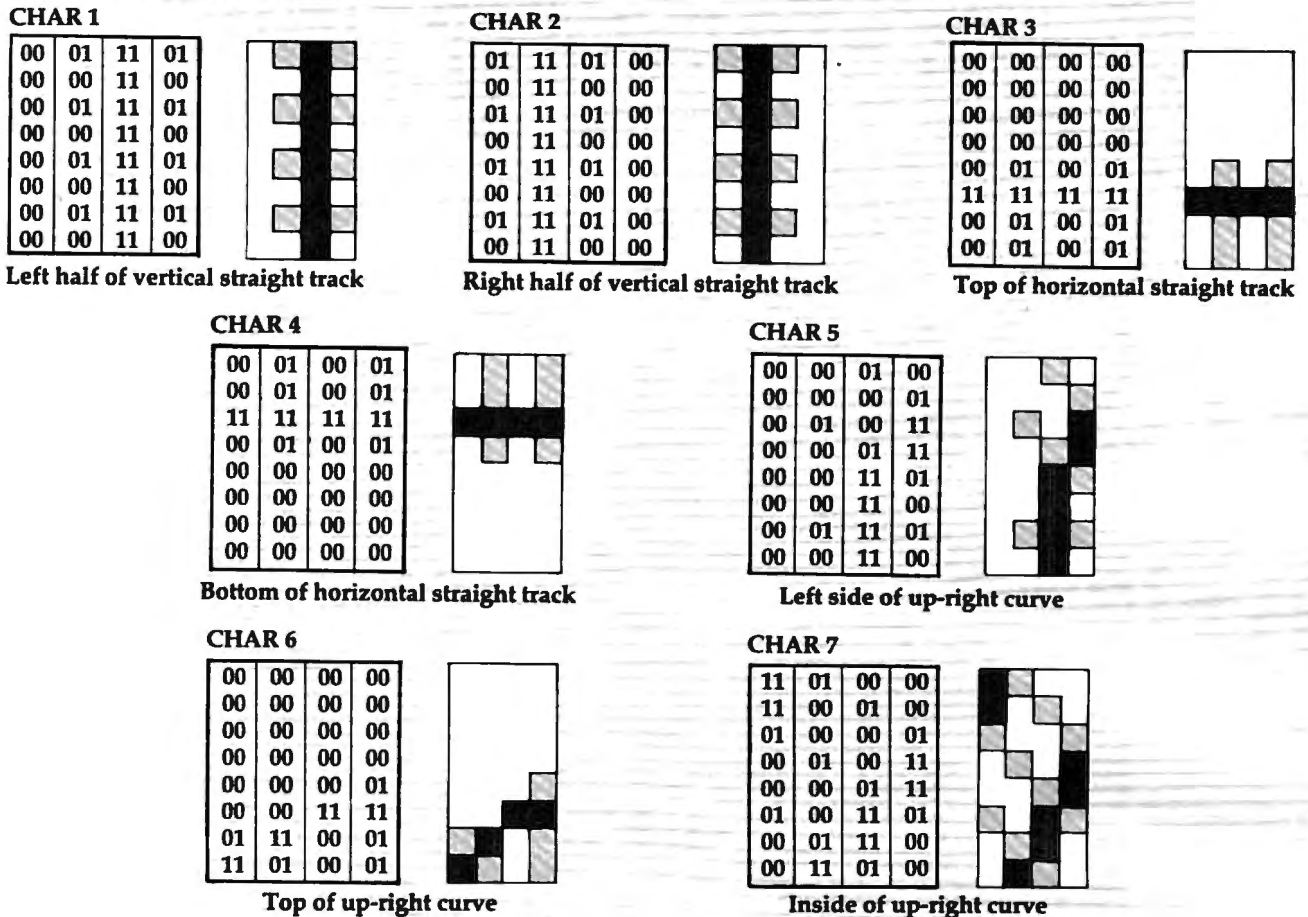 CHAR 1
00 01 11 01
00 00 11 00
00 01 11 01
00 00 11 00
00 01 11 01
00 00 11 00
00 01 11 01
00 00 11 00
Left half of vertical straight track
CHAR 2
01 11 01 00
00 11 00 00
01 11 01 00
00 11 00 00
01 11 01 00
00 11 00 00
01 11 01 00
00 11 00 00
Right half of vertical straight track
CHAR 3
00 00 00 00
00 00 00 00
00 00 00 00
00 00 00 00
00 01 00 01
11 11 11 11
00 01 00 01
00 01 00 01
Top of horizontal straight track
CHAR 4
00 01 00 01
00 01 00 01
11 11 11 11
00 01 00 01
00 00 00 00
00 00 00 00
00 00 00 00
00 00 00 00
Bottom of horizontal straight track
CHAR 5
00 00 01 00
00 00 00 01
00 01 00 11
00 00 01 11
00 00 11 01
00 00 11 00
00 01 11 01
00 00 11 00
Left side of up-right curve
CHAR 6
00 00 00 00
00 00 00 00
00 00 00 00
00 00 00 00
00 00 00 01
00 00 11 11
01 11 00 01
11 01 00 01
Top of up-right curve
CHAR 7
11 01 00 00
11 00 01 00
01 00 00 01
00 01 00 11
00 00 01 11
01 00 11 01
00 01 11 00
00 11 01 00
Inside of up-right curve